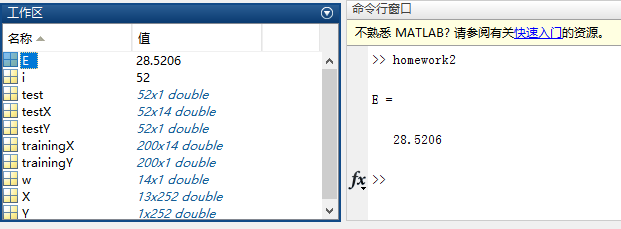 工作区
名称 值
E 28.5206
i 52
test 52x1 double
testX 52x14 double
testY 52x1 double
trainingX 200x14 double
trainingY 200x1 double
w 14x1 double
X 13x252 double
Y 1x252 double
命令行窗口
不熟悉 MATLAB? 请参阅有关快速入门的资源。
>> homework2
E =
28.5206
fx >>